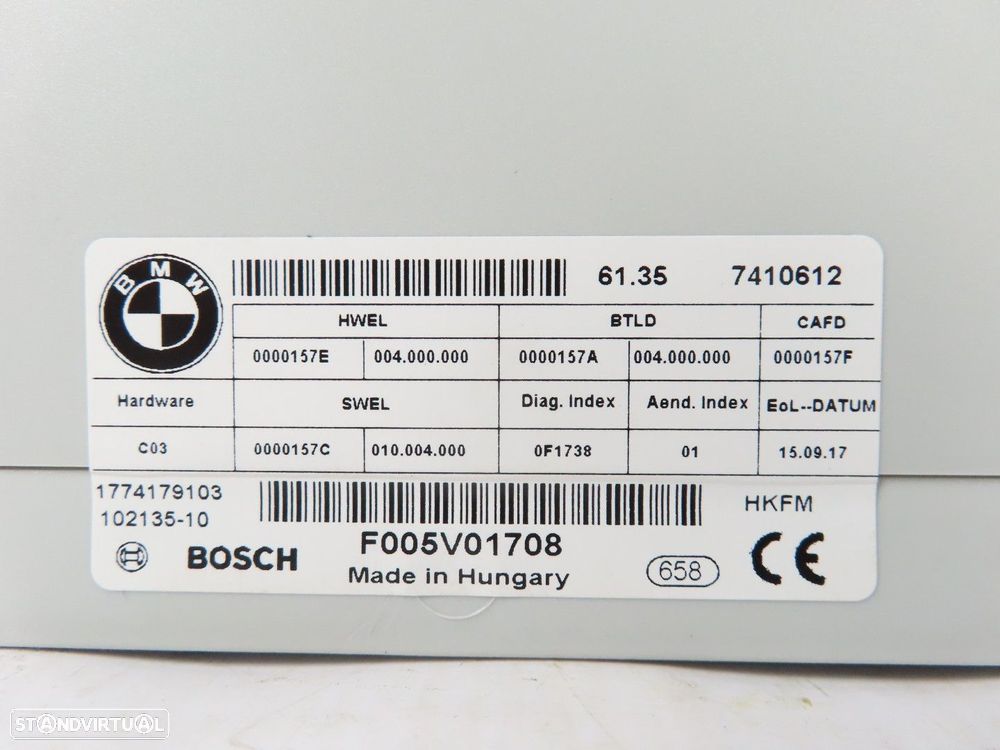 BMW
61.35 7410612
HWEL BTLD CAFD
0000157E 004.000.000 0000157A 004.000.000 0000157F
Hardware SWEL Diag. Index Aend. Index EoL--DATUM
C03 0000157C 010.004.000 0F1738 01 15.09.17
1774179103 HKFM
102135-10
BOSCH F005V01708
Made in Hungary 658 CE
STANDVIRTUAL